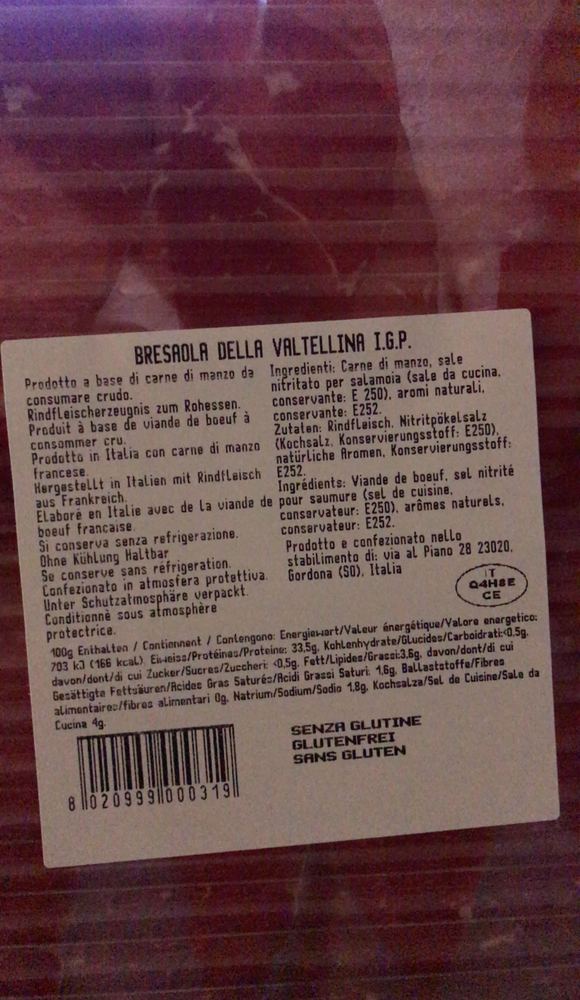 BRESAOLA DELLA VALTELLINA I.G.P.
Prodotto a base di carne di manzo da
consumare crudo.
Rindfleischerzeugnis zum Rohessen.
Produit à base de viande de boeuf à
consommer cru.
Prodotto in Italia con carne di manzo
francese.
Hergestellt in Italien mit Rindfleisch
aus Frankreich.
Elaboré en Italie avec de la viande de
boeuf francaise.
Si conserva senza refrigerazione.
Ohne Kühlung Haltbar
Se conserve sans réfrigération.
Confezionato in atmosfera protettiva.
Unter Schutzatmosphäre verpackt.
Conditionnè sous atmosphère
protectrice.
Ingredienti: Carne di manzo, sale
nitritato per salamoia (sale da cucina,
conservante: E 250), aromi naturali,
conservante: E252.
Zutaten: Rindfleisch, Nitritpökelsalz
(Kochsalz, Konservierungsstoff: E250),
natürliche Aromen, Konservierungsstoff:
E252.
Ingrédients: Viande de boeuf, sel nitrité
pour saumure (sel de cuisine,
conservateur: E250), arômes naturels,
conservateur: E252.
Prodotto e confezionato nello
stabilimento di: via al Piano 28 23020,
Gordona (SO), Italia
IT
Q4H8E
CE
100g Enthalten / Contiennent / Contengono: Energiewert/Valeur énergétique/Valore energetico:
703 kJ (166 kcal). Eiweiss/Protéines/Proteine: 33,5g, Kohlenhydrate/Glucides/Carboidrati:<0,5g,
davon/dont/di cui Zucker/Sucres/Zuccheri: <0,5g. Fett/Lipides/Grassi:3,6g, davon/dont/di cui
Gesättigte Fettsäuren/Acides Gras Saturés/Acidi Grassi Saturi: 1,6g. Ballaststoffe/Fibres
alimentaires/fibres alimentari 0g, Natrium/Sodium/Sodio 1,8g, Kochsalza/Sel de Cuisine/Sale da
Cucina 4g.
SENZA GLUTINE
GLUTENFREI
SANS GLUTEN
8 020999 000319